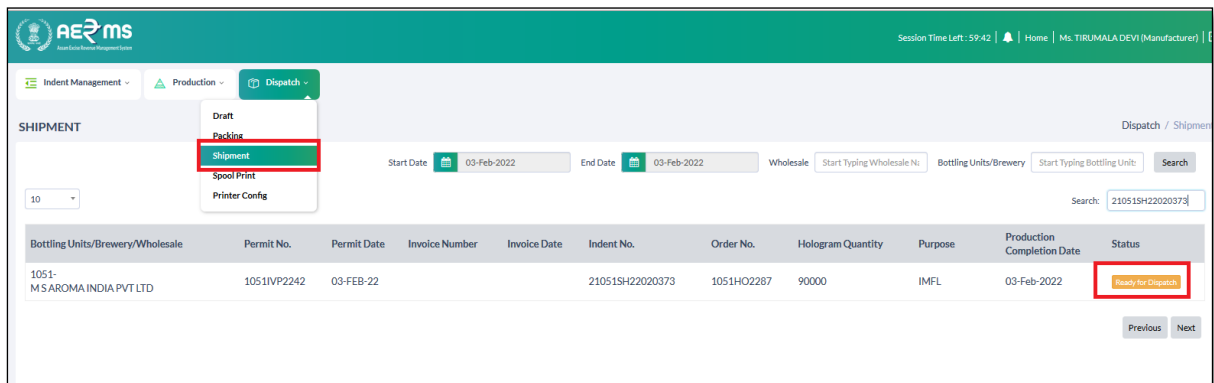 AERMS
Assam Excise Revenue Management System
Session Time Left : 59:42 | Home | Ms. TIRUMALA DEVI (Manufacturer) |
Indent Management Production Dispatch
Draft
SHIPMENT Dispatch / Shipment
Packing
Shipment
Start Date 03-Feb-2022 End Date 03-Feb-2022 Wholesale Start Typing Wholesale Na Bottling Units/Brewery Start Typing Bottling Unit: Search
Spool Print
Printer Config
10 Search: 21051SH22020373
Bottling Units/Brewery/Wholesale Permit No. Permit Date Invoice Number Invoice Date Indent No. Order No. Hologram Quantity Purpose Production Completion Date Status
1051-
M S AROMA INDIA PVT LTD 1051IVP2242 03-FEB-22 21051SH22020373 1051HO2287 90000 IMFL 03-Feb-2022 Ready for Dispatch
Previous Next